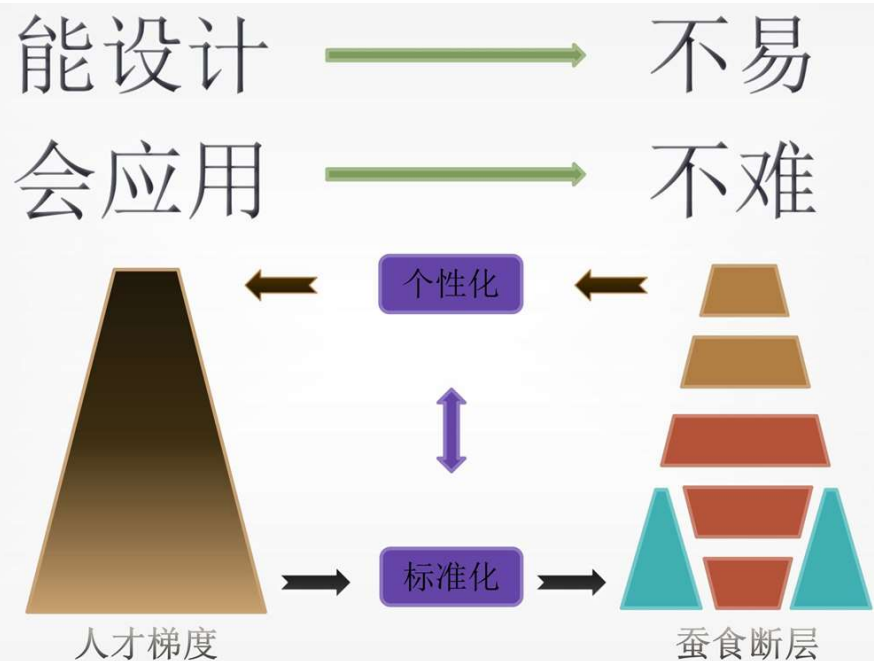 能设计 不易
会应用 不难
个性化
标准化
人才梯度 蚕食断层